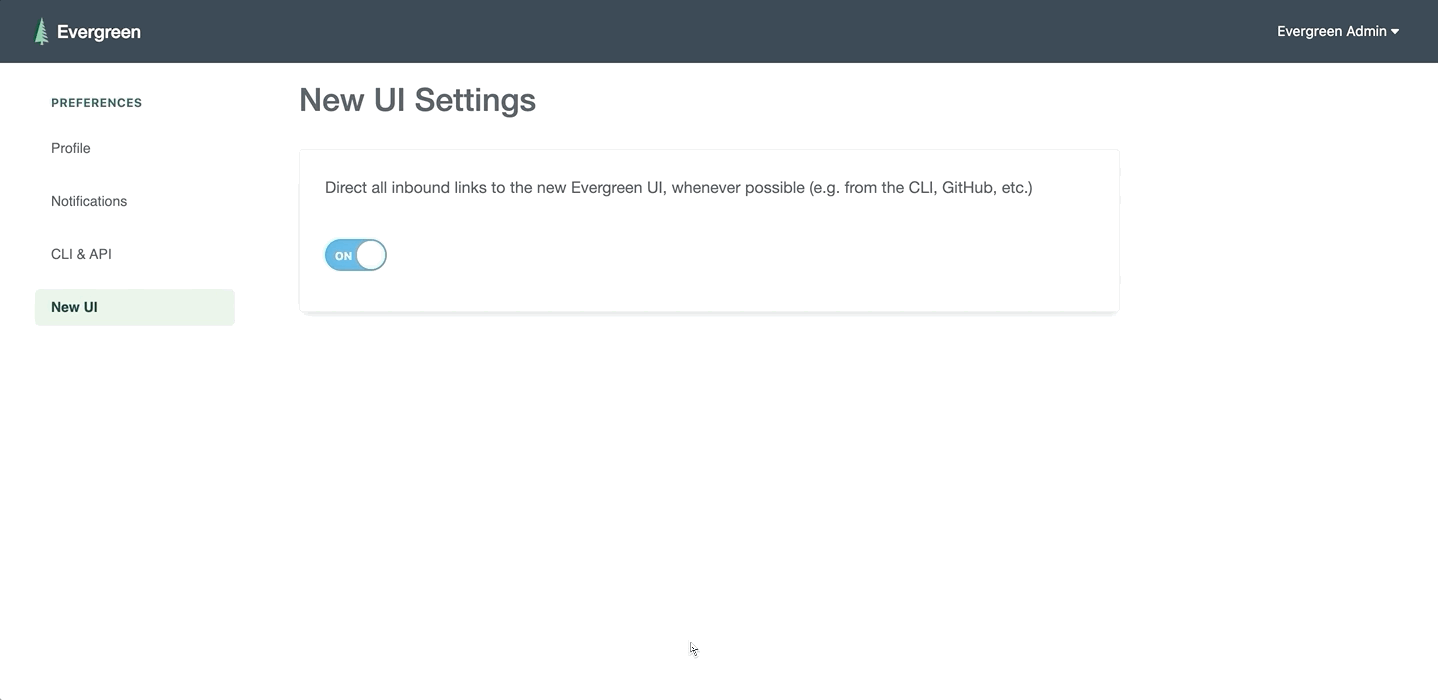 Evergreen
Evergreen Admin
PREFERENCES
Profile
Notifications
CLI & API
New UI
New UI Settings
Direct all inbound links to the new Evergreen UI, whenever possible (e.g. from the CLI, GitHub, etc.)
ON